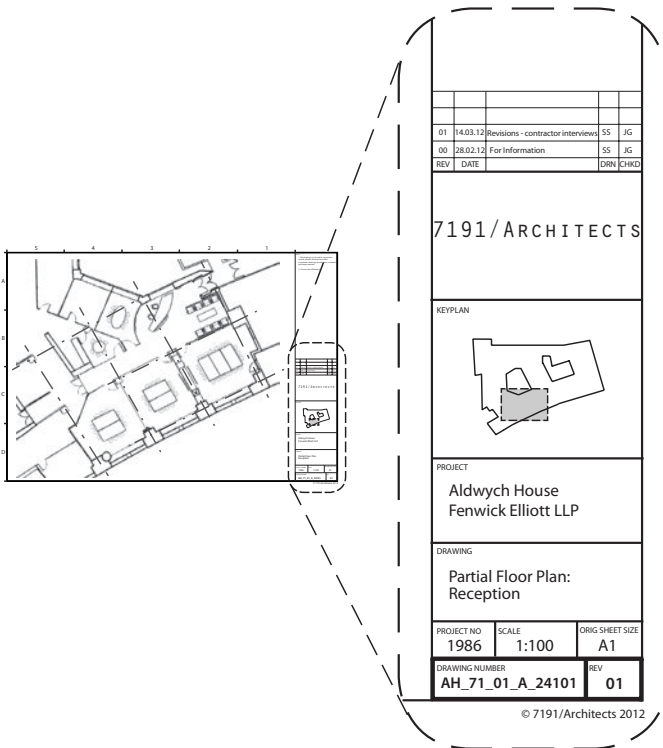 5 4 3 2 1
A
B
C
D
7191/Architects
01 14.03.12 Revisions - contractor interviews SS JG
00 28.02.12 For Information SS JG
REV DATE DRN CHKD
7191/Architects
KEYPLAN
PROJECT
Aldwych House
Fenwick Elliott LLP
DRAWING
Partial Floor Plan:
Reception
PROJECT NO SCALE ORIG SHEET SIZE
1986 1:100 A1
DRAWING NUMBER REV
AH_71_01_A_24101 01
© 7191/Architects 2012